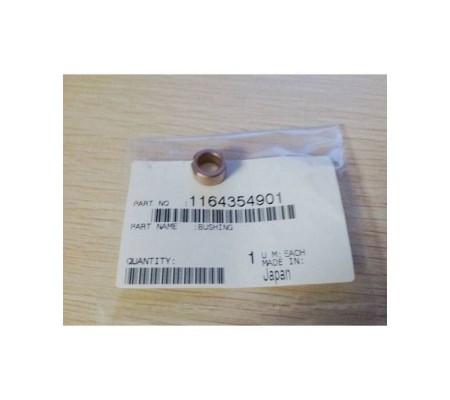 PART NO :1164354901
PART NAME :BUSHING
QUANTITY: 1 U M:EACH
MADE IN:
Japan